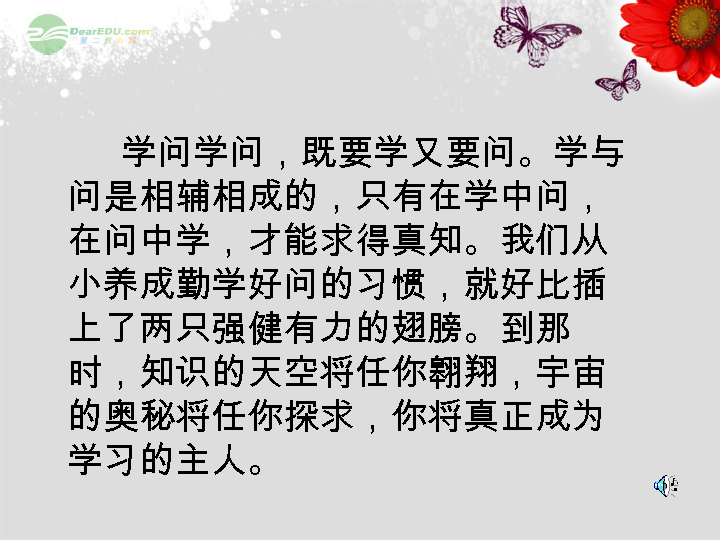 DearEDU.com
第二教育网
学问学问，既要学又要问。学与
问是相辅相成的，只有在学中问，
在问中学，才能求得真知。我们从
小养成勤学好问的习惯，就好比插
上了两只强健有力的翅膀。到那
时，知识的天空将任你翱翔，宇宙
的奥秘将任你探求，你将真正成为
学习的主人。